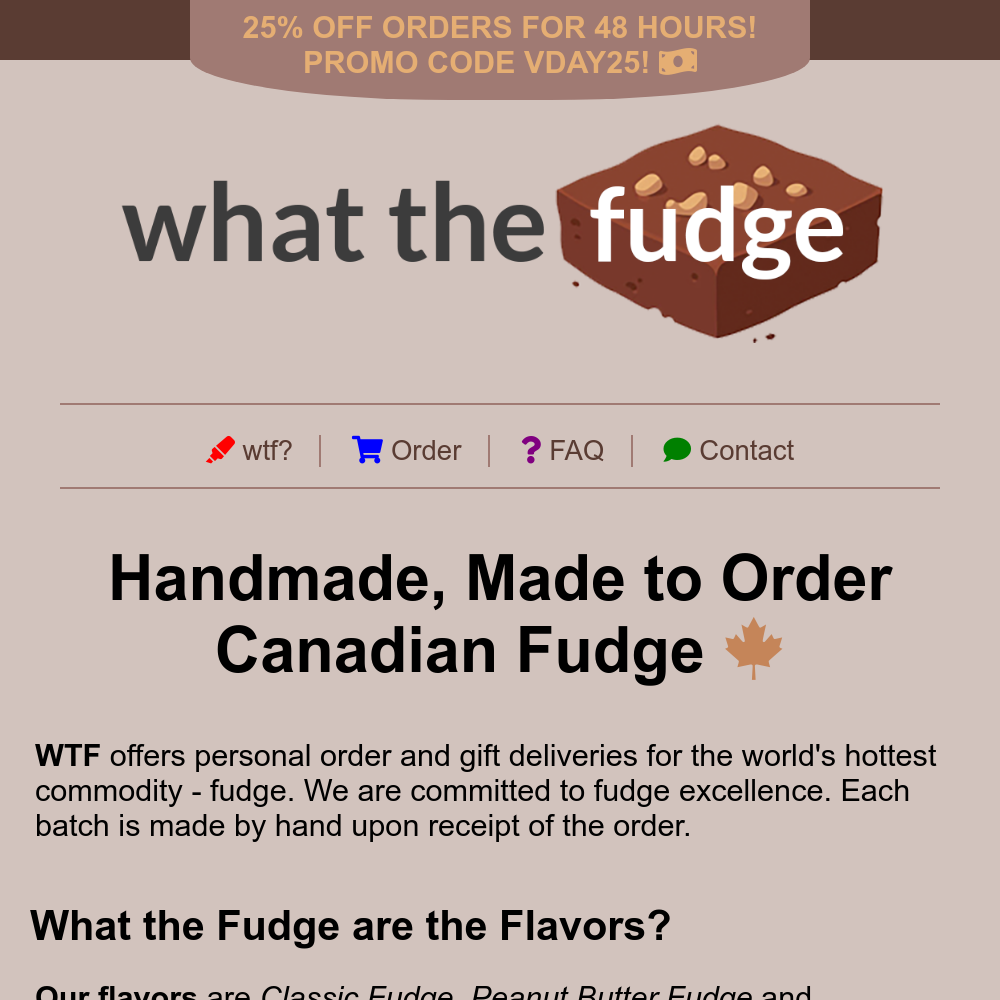 25% OFF ORDERS FOR 48 HOURS!
PROMO CODE VDAY25!
what the fudge
wtf? Order FAQ Contact
Handmade, Made to Order
Canadian Fudge
WTF offers personal order and gift deliveries for the world's hottest
commodity - fudge. We are committed to fudge excellence. Each
batch is made by hand upon receipt of the order.
What the Fudge are the Flavors?
Our flavors are Classic Fudge, Peanut Butter Fudge and